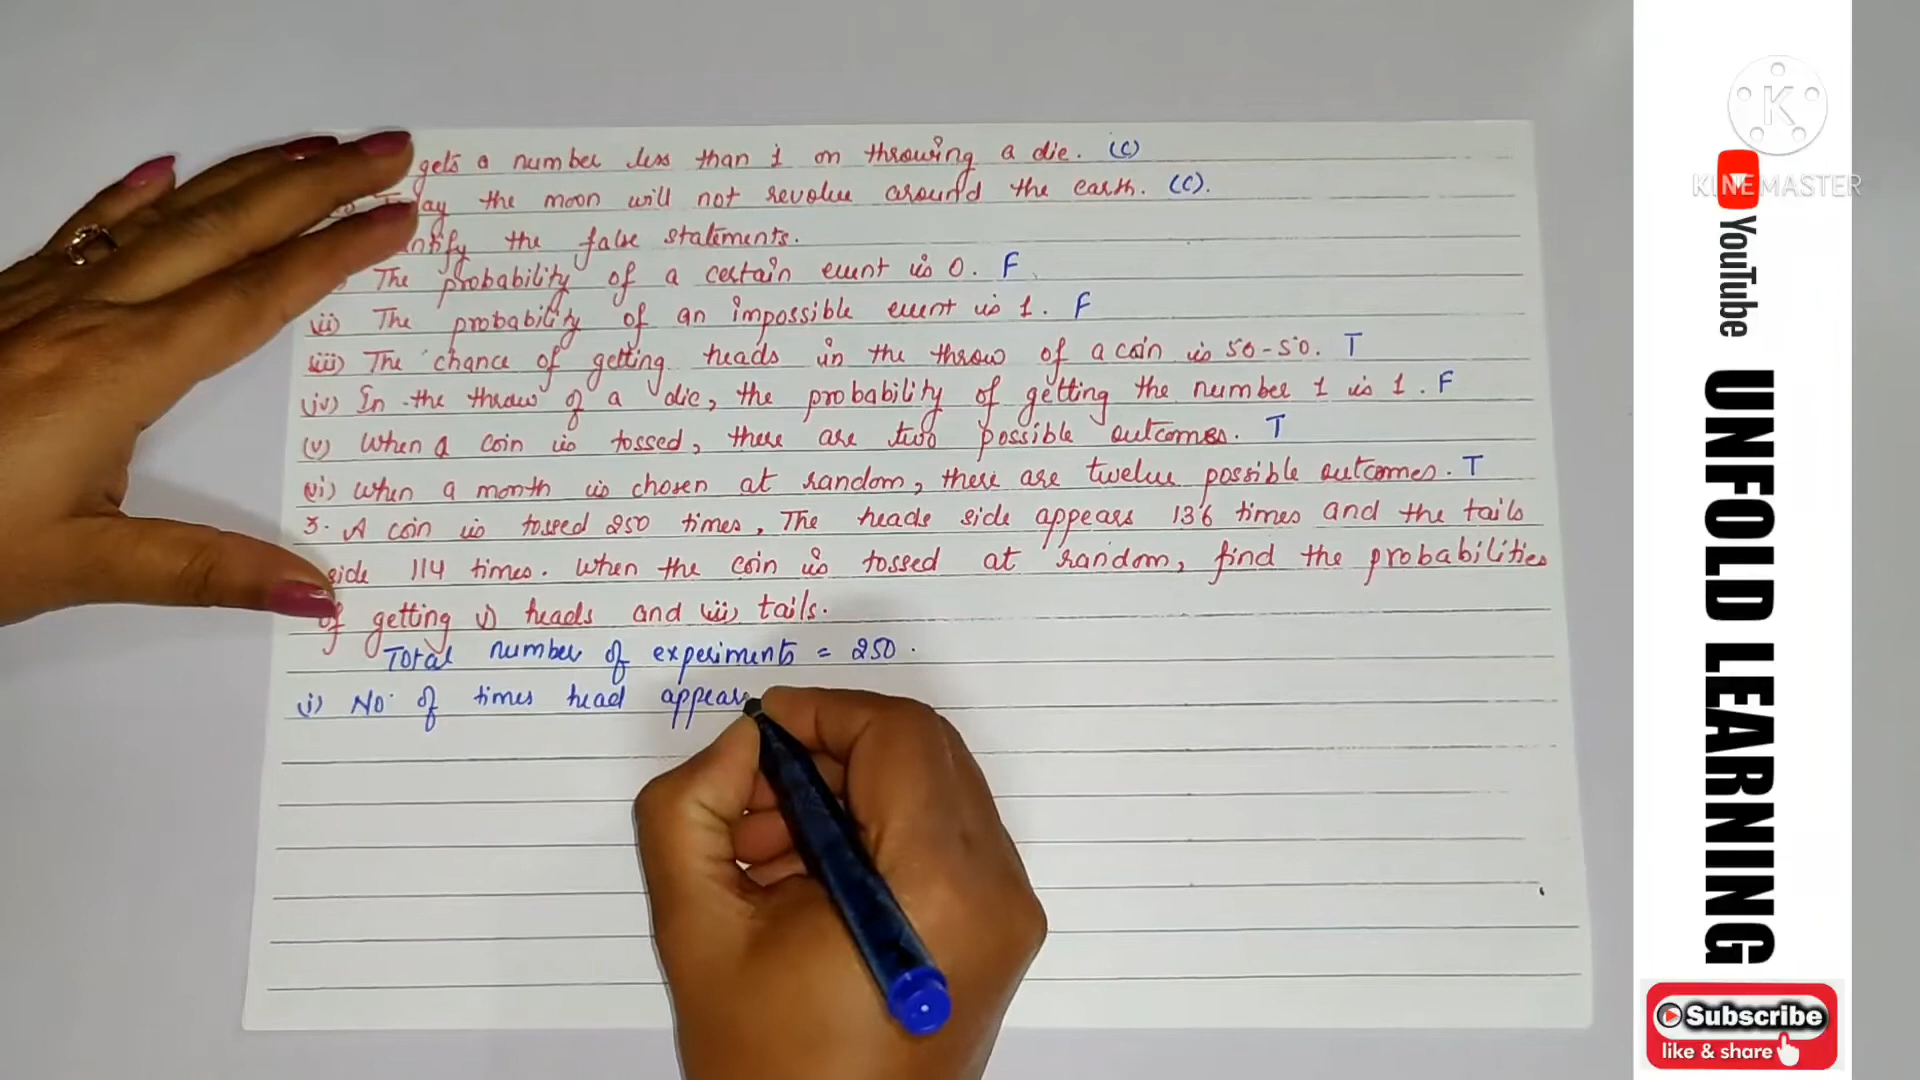 gets a number less than 1 on throwing a die. (C)
the moon will not revolve around the earth. (C).
the false statements.
The probability of a certain event is 0. F
ii) The probability of an impossible event is 1. F
iii) The chance of getting heads in the throw of a coin is 50-50. T
(iv) In the throw of a die, the probability of getting the number 1 is 1. F
(v) When a coin is tossed, there are two possible outcomes. T
(vi) When a month is chosen at random, there are twelve possible outcomes. T
3. A coin is tossed 250 times, The heads side appears 136 times and the tails
side 114 times. When the coin is tossed at random, find the probabilities
of getting i) heads and ii) tails.
Total number of experiments = 250.
(i) No. of times head appears
K
KINEMASTER
YouTube
UNFOLD LEARNING
Subscribe
like & share